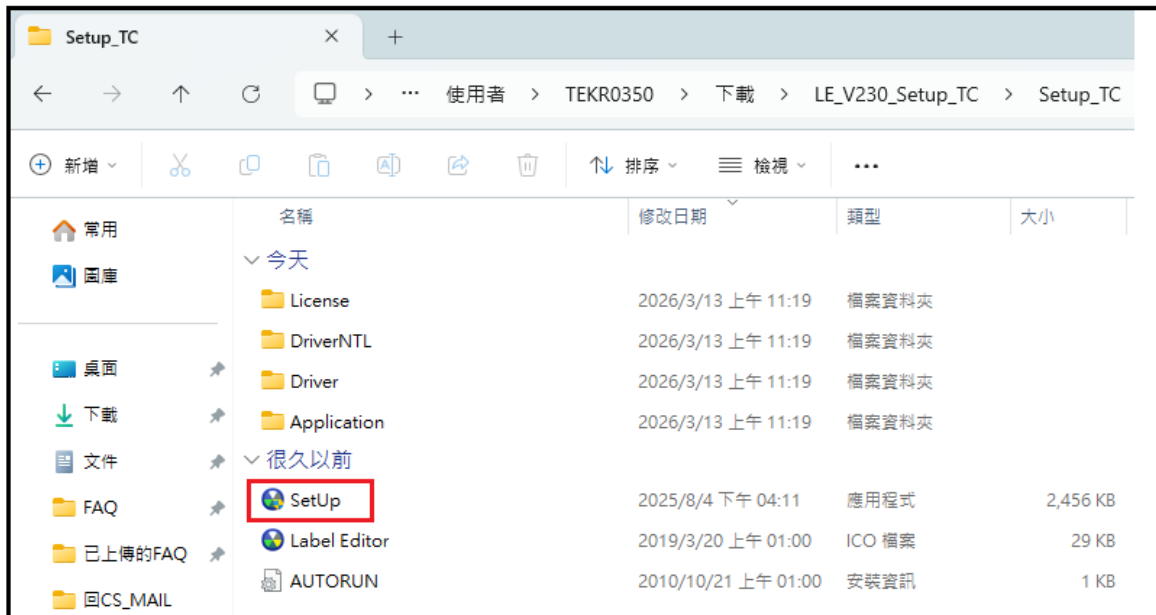 Setup_TC
使用者 > TEKR0350 > 下載 > LE_V230_Setup_TC > Setup_TC
新增 排序 檢視
名稱 修改日期 類型 大小
常用
圖庫
桌面
下載
文件
FAQ
已上傳的FAQ
回CS_MAIL
今天
License 2026/3/13 上午 11:19 檔案資料夾
DriverNTL 2026/3/13 上午 11:19 檔案資料夾
Driver 2026/3/13 上午 11:19 檔案資料夾
Application 2026/3/13 上午 11:19 檔案資料夾
很久以前
SetUp 2025/8/4 下午 04:11 應用程式 2,456 KB
Label Editor 2019/3/20 上午 01:00 ICO 檔案 29 KB
AUTORUN 2010/10/21 上午 01:00 安裝資訊 1 KB